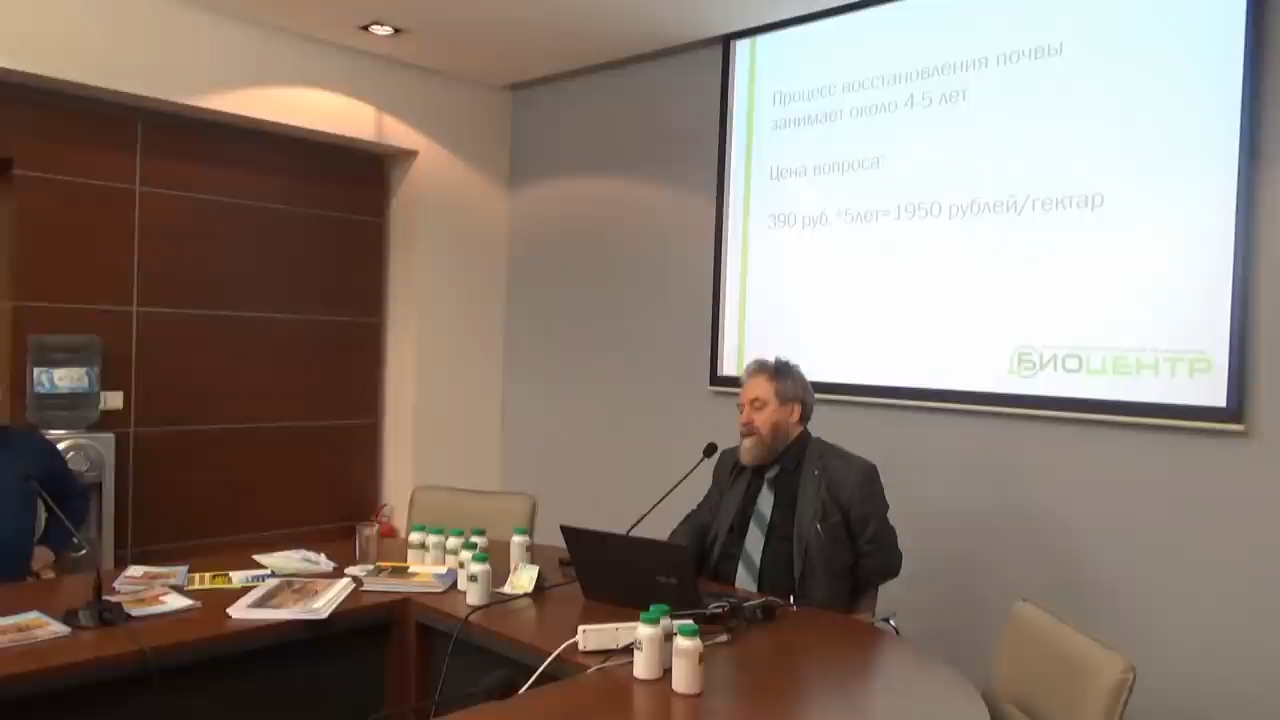 Процесс восстановления почвы
занимает около 4-5 лет
Цена вопроса:
390 руб.*5лет=1950 рублей/гектар
БИОЦЕНТР